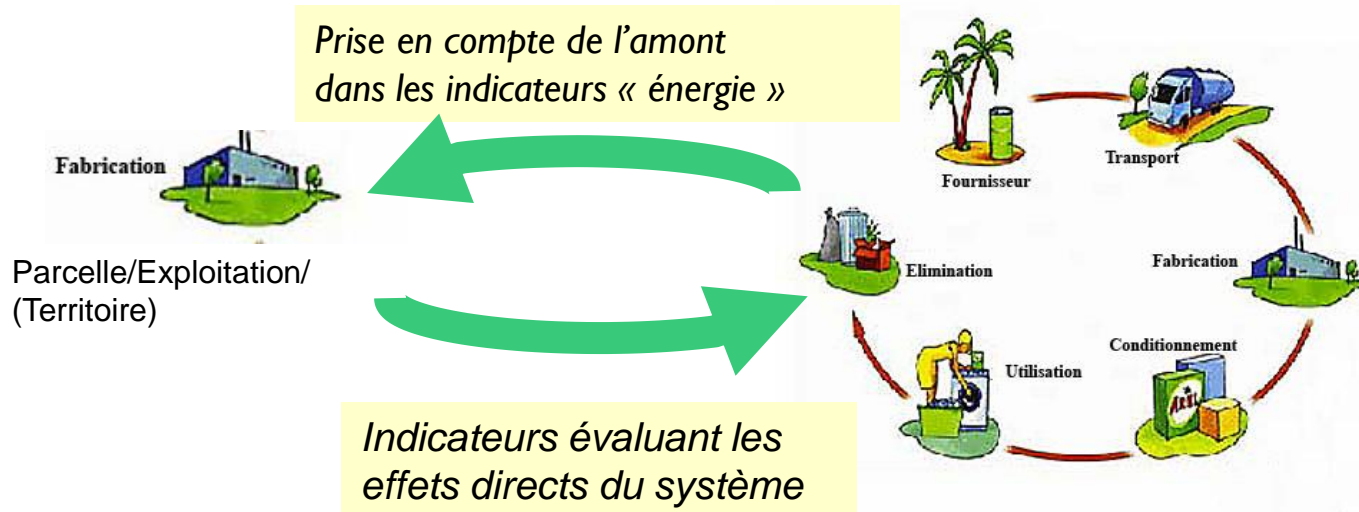 Prise en compte de l’amont
dans les indicateurs « énergie »
Fabrication
Parcelle/Exploitation/
(Territoire)
Indicateurs évaluant les
effets directs du système
Fournisseur
Transport
Fabrication
Conditionnement
Utilisation
Elimination